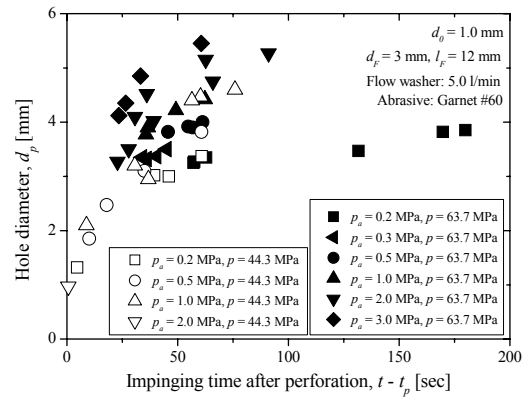 d₀ = 1.0 mm
d_F = 3 mm, l_F = 12 mm
Flow washer: 5.0 l/min
Abrasive: Garnet #60
6
4
2
0
Hole diameter, d_p [mm]
p_a = 0.2 MPa, p = 44.3 MPa
p_a = 0.5 MPa, p = 44.3 MPa
p_a = 1.0 MPa, p = 44.3 MPa
p_a = 2.0 MPa, p = 44.3 MPa
p_a = 0.2 MPa, p = 63.7 MPa
p_a = 0.3 MPa, p = 63.7 MPa
p_a = 0.5 MPa, p = 63.7 MPa
p_a = 1.0 MPa, p = 63.7 MPa
p_a = 2.0 MPa, p = 63.7 MPa
p_a = 3.0 MPa, p = 63.7 MPa
0 50 100 150 200
Impinging time after perforation, t - t_p [sec]